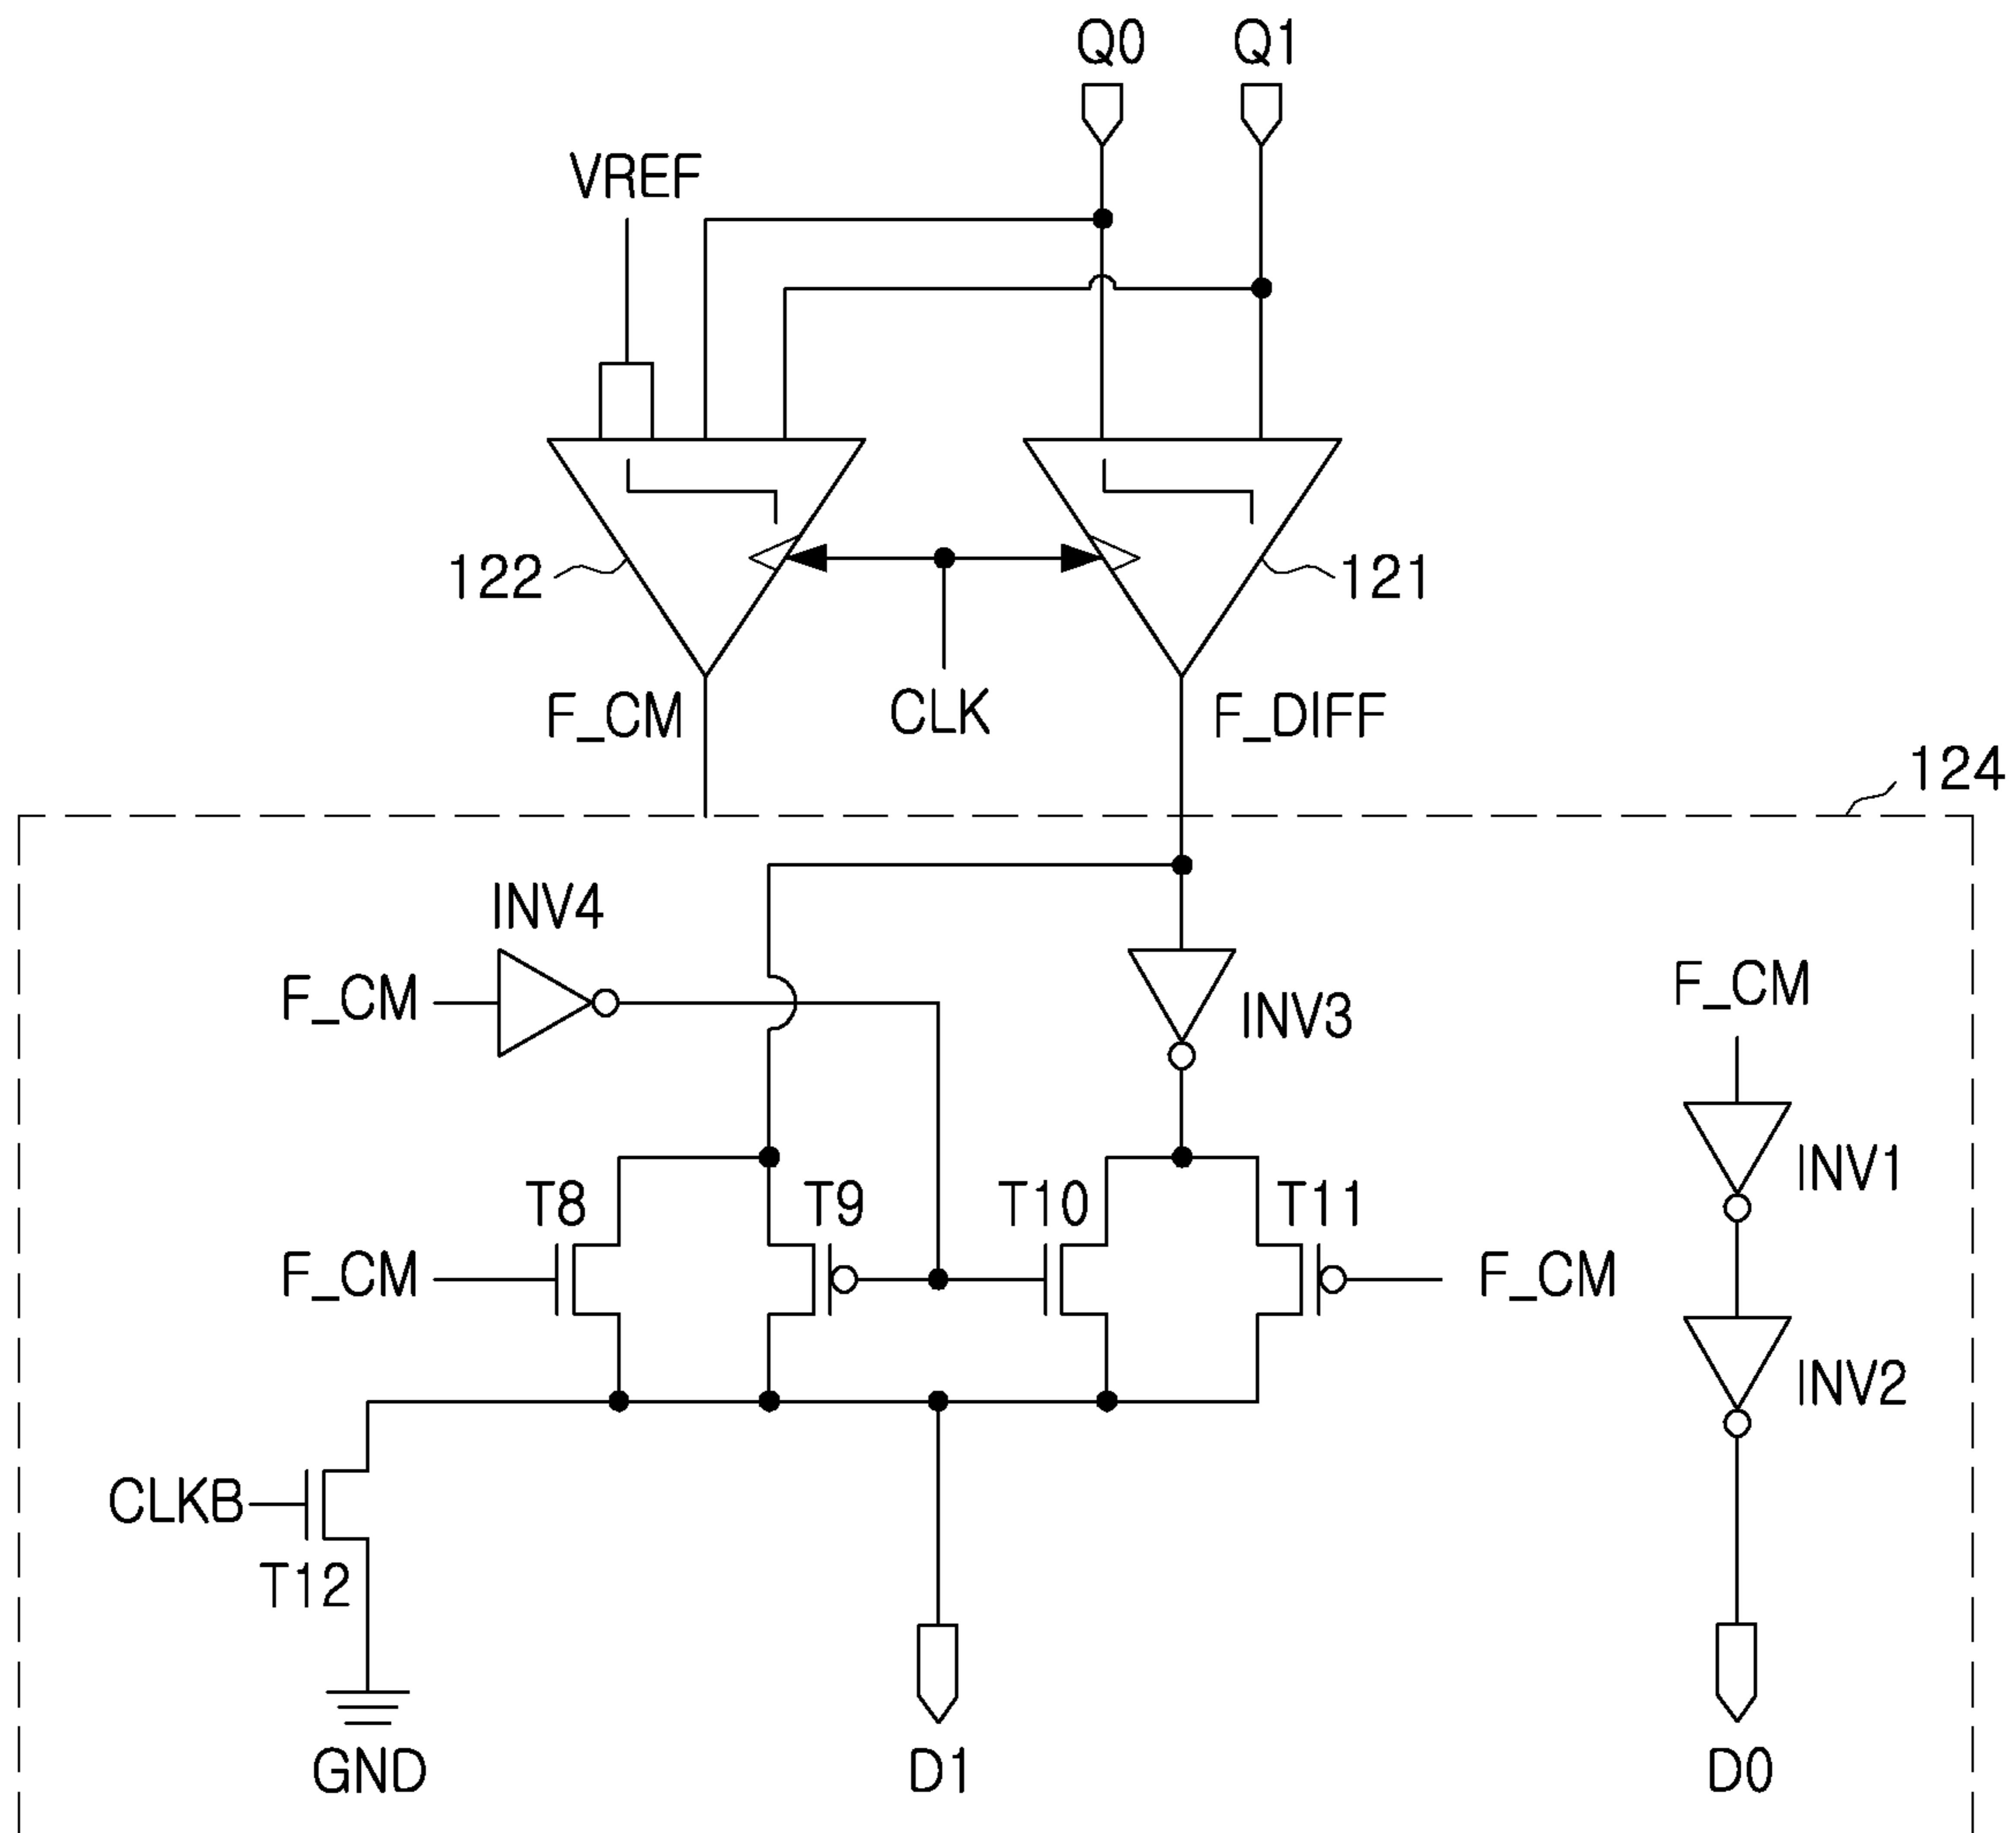 Q0 Q1
VREF
122
121
F_CM
CLK
F_DIFF
124
INV4
F_CM
INV3
F_CM
INV1
T8
T9
T10
T11
F_CM
F_CM
INV2
CLKB
T12
GND
D1
D0